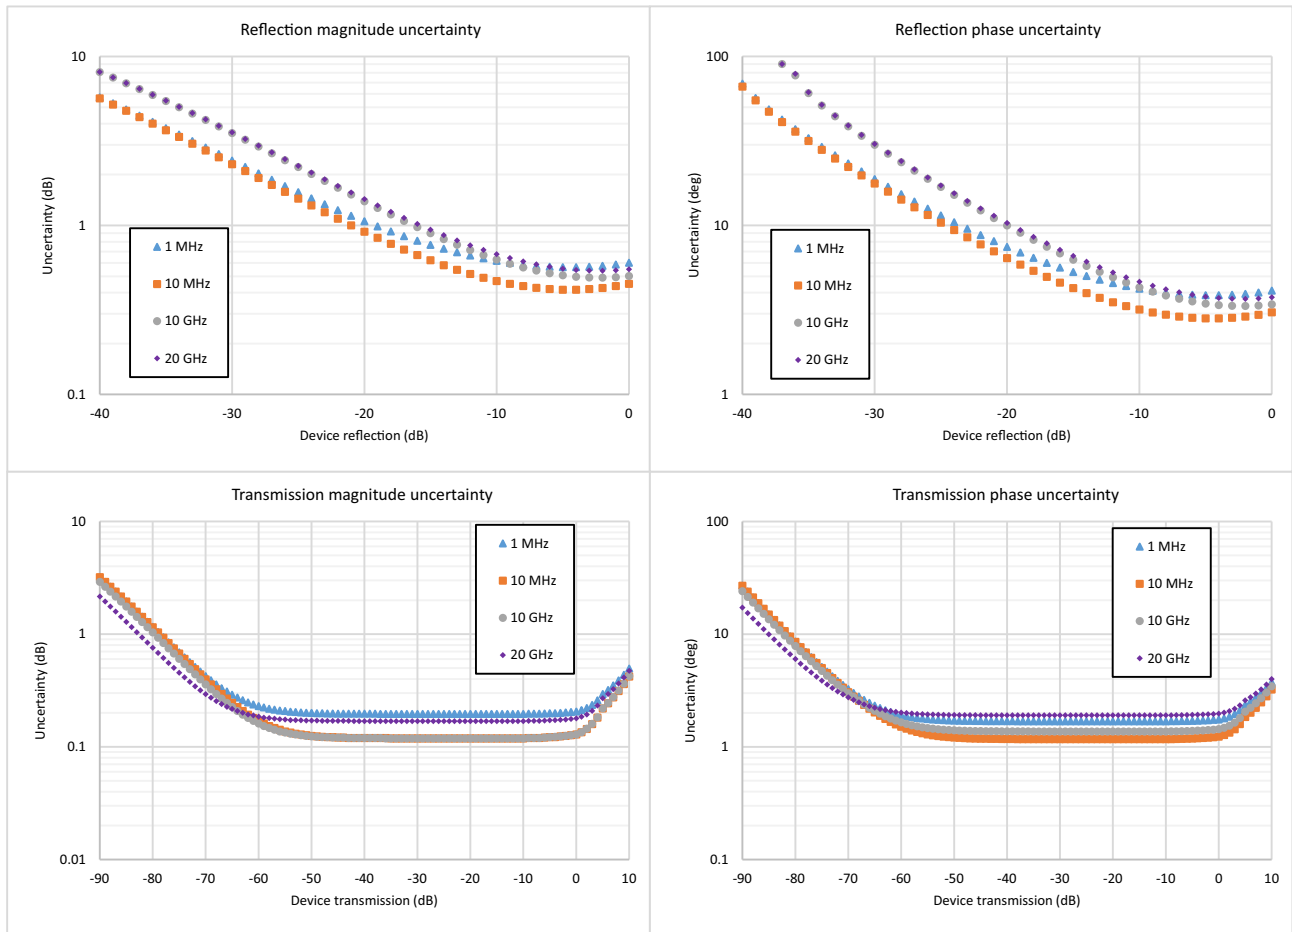 Reflection magnitude uncertainty
10
1
0.1
Uncertainty (dB)
1 MHz
10 MHz
10 GHz
20 GHz
-40 -30 -20 -10 0
Device reflection (dB)
Reflection phase uncertainty
100
10
1
Uncertainty (deg)
1 MHz
10 MHz
10 GHz
20 GHz
-40 -30 -20 -10 0
Device reflection (dB)
Transmission magnitude uncertainty
10
1
0.1
0.01
Uncertainty (dB)
1 MHz
10 MHz
10 GHz
20 GHz
-90 -80 -70 -60 -50 -40 -30 -20 -10 0 10
Device transmission (dB)
Transmission phase uncertainty
100
10
1
0.1
Uncertainty (deg)
1 MHz
10 MHz
10 GHz
20 GHz
-90 -80 -70 -60 -50 -40 -30 -20 -10 0 10
Device transmission (dB)